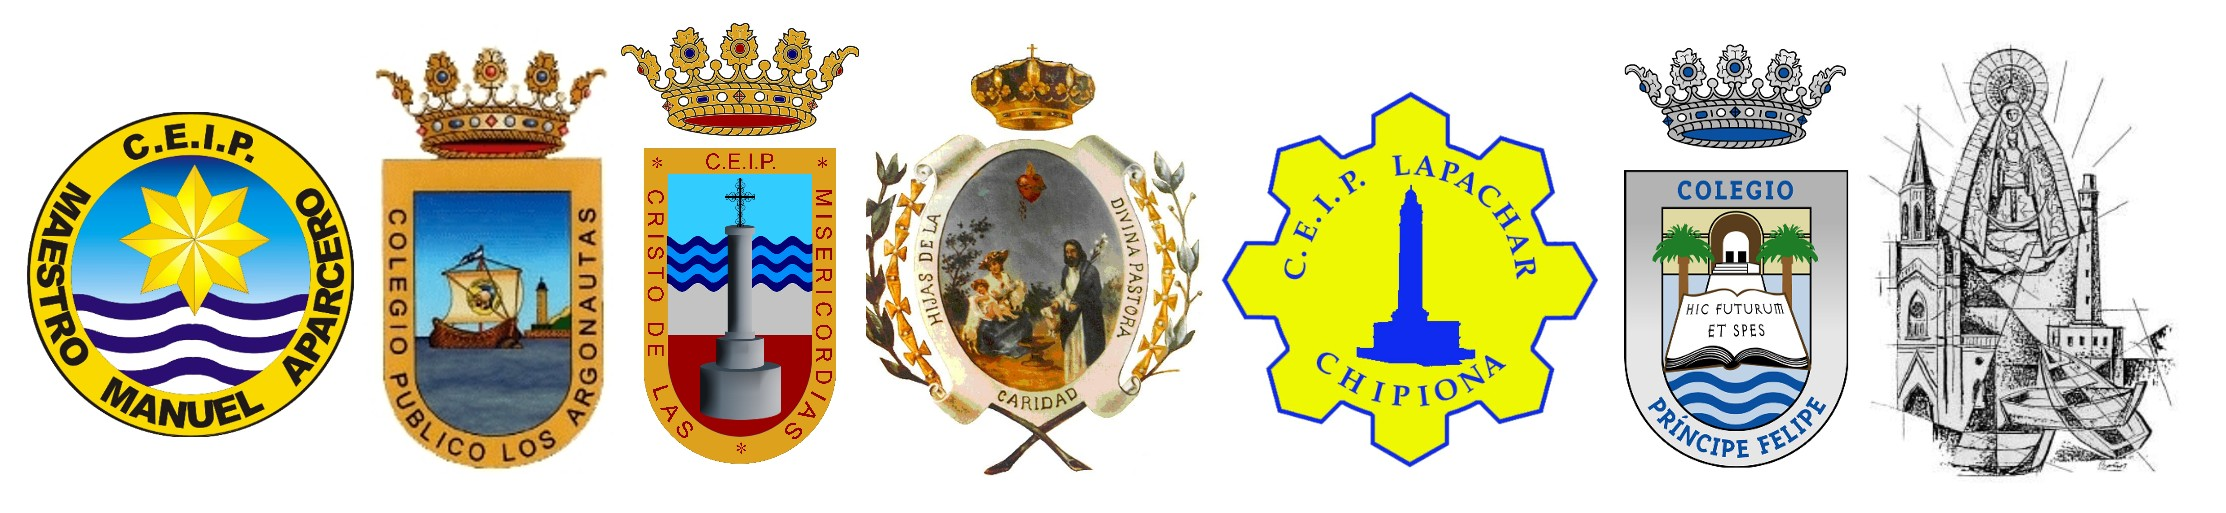 C.E.I.P.
MAESTRO MANUEL APARCERO
COLEGIO PUBLICO LOS ARGONAUTAS
* C.E.I.P. *
CRISTO DE LAS * MISERICORDIAS
HIJAS DE LA DIVINA PASTORA
CARIDAD
C.E.I.P. LAPACHAR
CHIPIONA
COLEGIO
HIC FUTURUM
ET SPES
PRÍNCIPE FELIPE